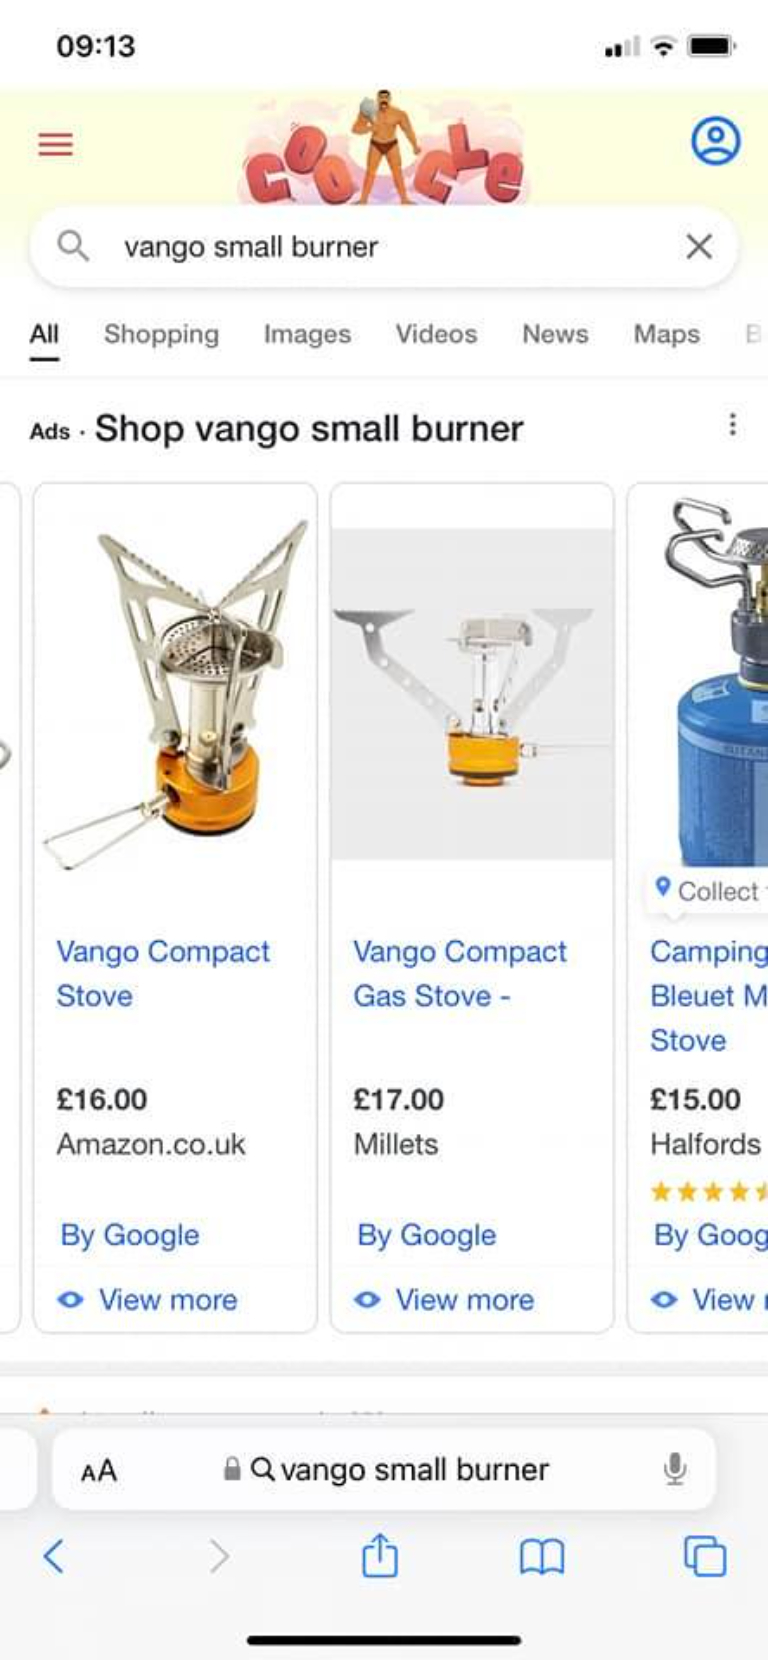 09:13
GOOGLE
vango small burner
All Shopping Images Videos News Maps
Ads · Shop vango small burner
BUTANE
Collect
Vango Compact
Stove
£16.00
Amazon.co.uk
By Google
View more
Vango Compact
Gas Stove -
£17.00
Millets
By Google
View more
Camping
Bleuet M
Stove
£15.00
Halfords
By Goog
View
AA vango small burner